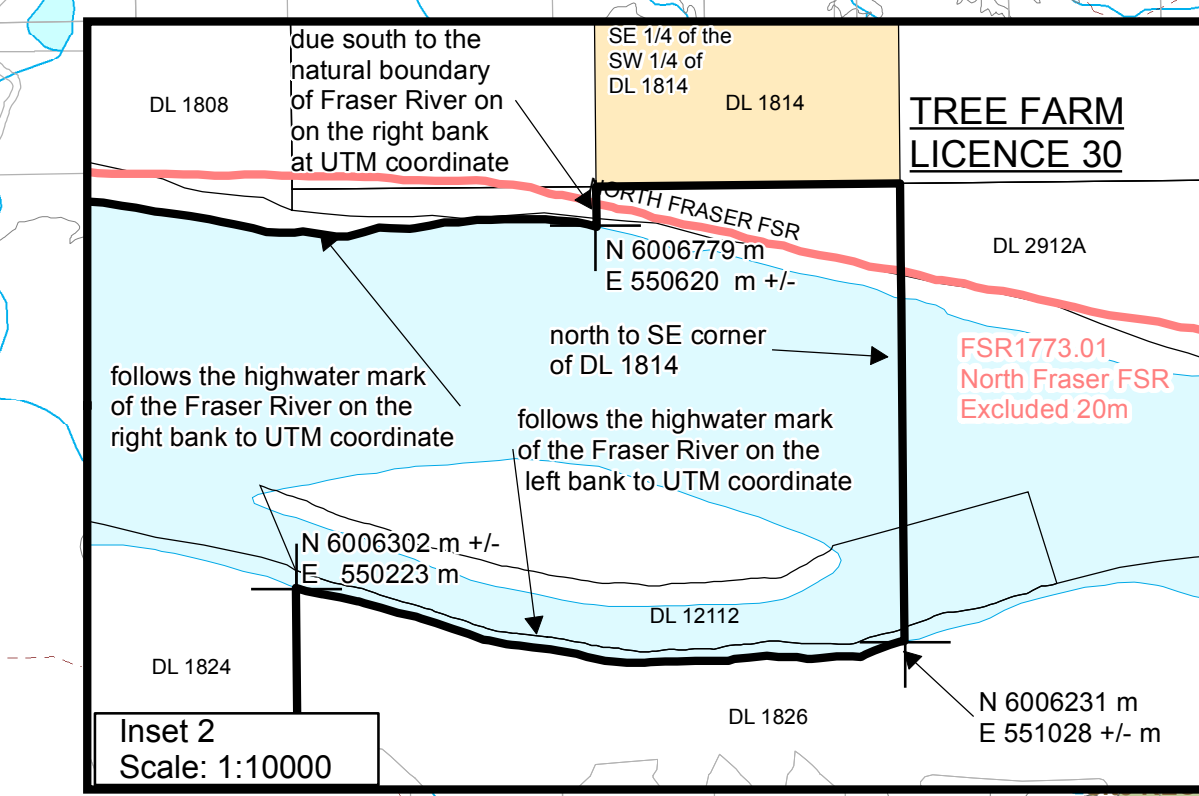 due south to the
natural boundary
of Fraser River on
on the right bank
at UTM coordinate
SE 1/4 of the
SW 1/4 of
DL 1814
DL 1808
DL 1814
TREE FARM
LICENCE 30
NORTH FRASER FSR
DL 2912A
N 6006779 m
E 550620 m +/-
north to SE corner
of DL 1814
FSR1773.01
North Fraser FSR
Excluded 20m
follows the highwater mark
of the Fraser River on the
right bank to UTM coordinate
follows the highwater mark
of the Fraser River on the
left bank to UTM coordinate
N 6006302 m +/-
E 550223 m
DL 12112
DL 1824
DL 1826
N 6006231 m
E 551028 +/- m
Inset 2
Scale: 1:10000